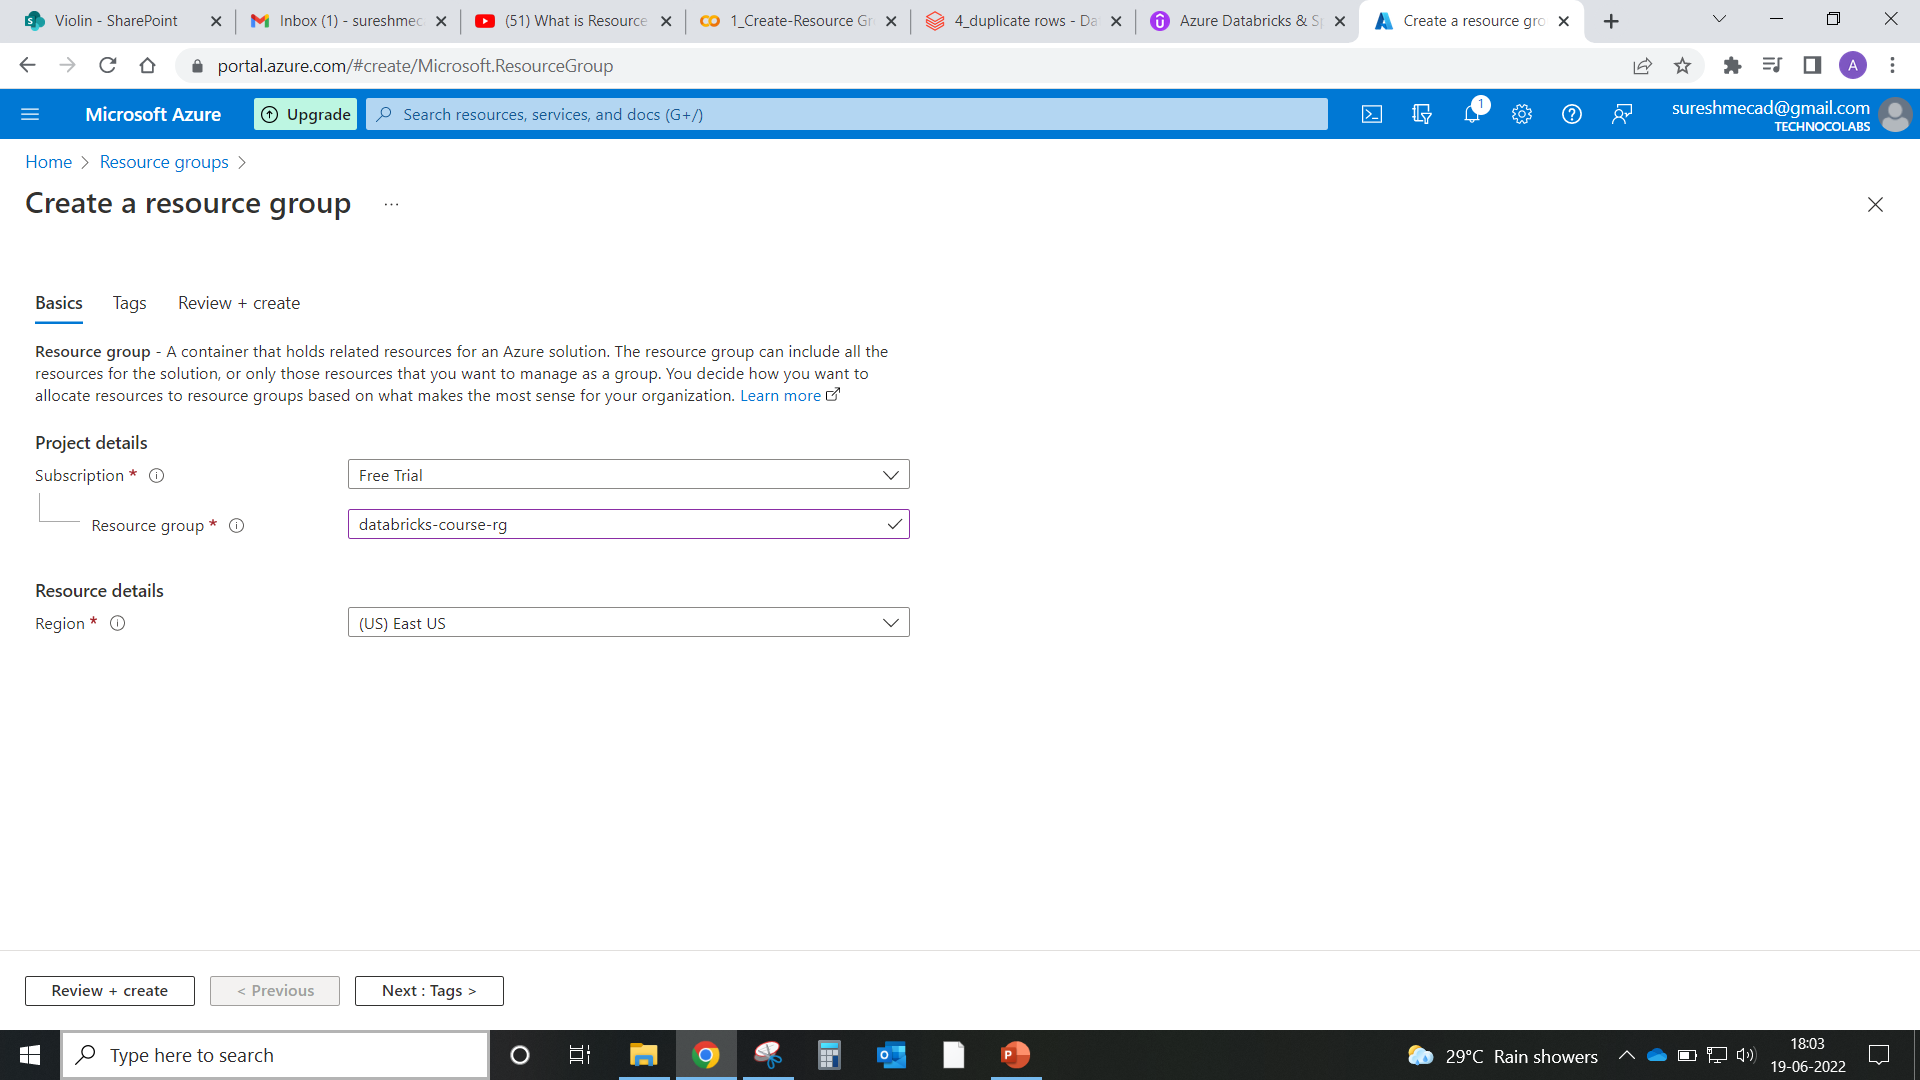 Violin - SharePoint
Inbox (1) - sureshmec
(51) What is Resource
1_Create-Resource Gr
4_duplicate rows - Da
Azure Databricks & Sp
Create a resource gro
portal.azure.com/#create/Microsoft.ResourceGroup
A
Microsoft Azure
Upgrade
Search resources, services, and docs (G+/)
1
sureshmecad@gmail.com
TECHNOCOLABS
Home > Resource groups >
Create a resource group ...
Basics Tags Review + create
Resource group - A container that holds related resources for an Azure solution. The resource group can include all the
resources for the solution, or only those resources that you want to manage as a group. You decide how you want to
allocate resources to resource groups based on what makes the most sense for your organization. Learn more
Project details
Subscription *
Free Trial
Resource group *
databricks-course-rg
Resource details
Region *
(US) East US
Review + create
< Previous
Next : Tags >
Type here to search
29°C Rain showers
18:03
19-06-2022